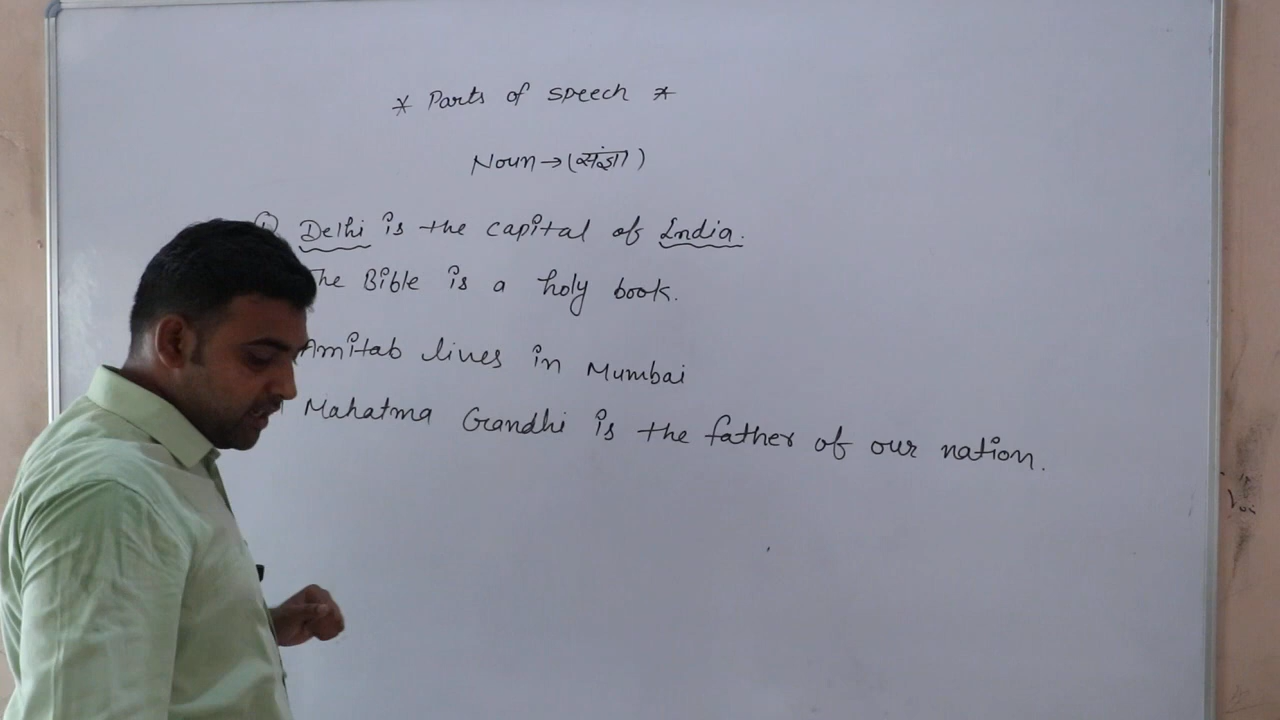 * Parts of speech *
Noun → (संज्ञा)
① Delhi is the capital of India.
The Bible is a holy book.
Amitab lives in Mumbai
Mahatma Gandhi is the father of our nation.